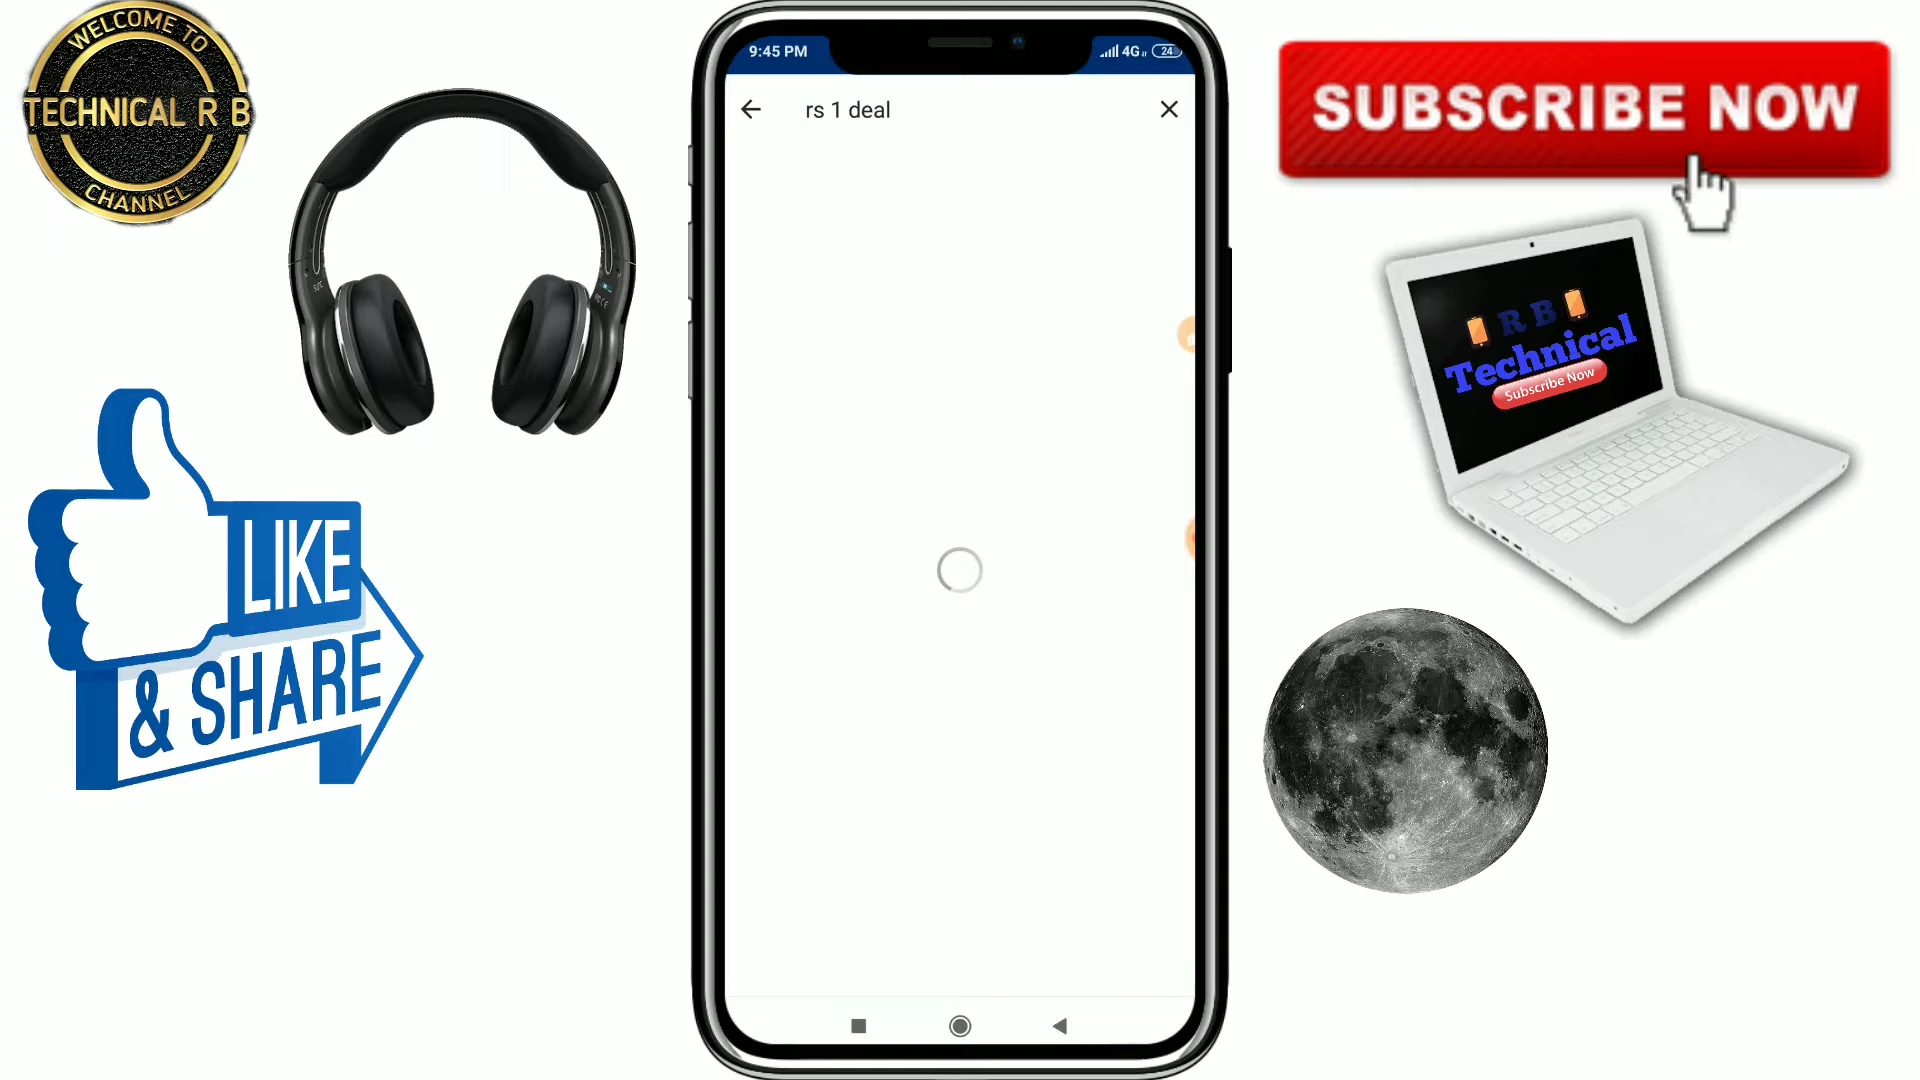 WELCOME TO
TECHNICAL R B
CHANNEL
9:45 PM
4G
24
rs 1 deal
SUBSCRIBE NOW
R B
Technical
Subscribe Now
LIKE
& SHARE